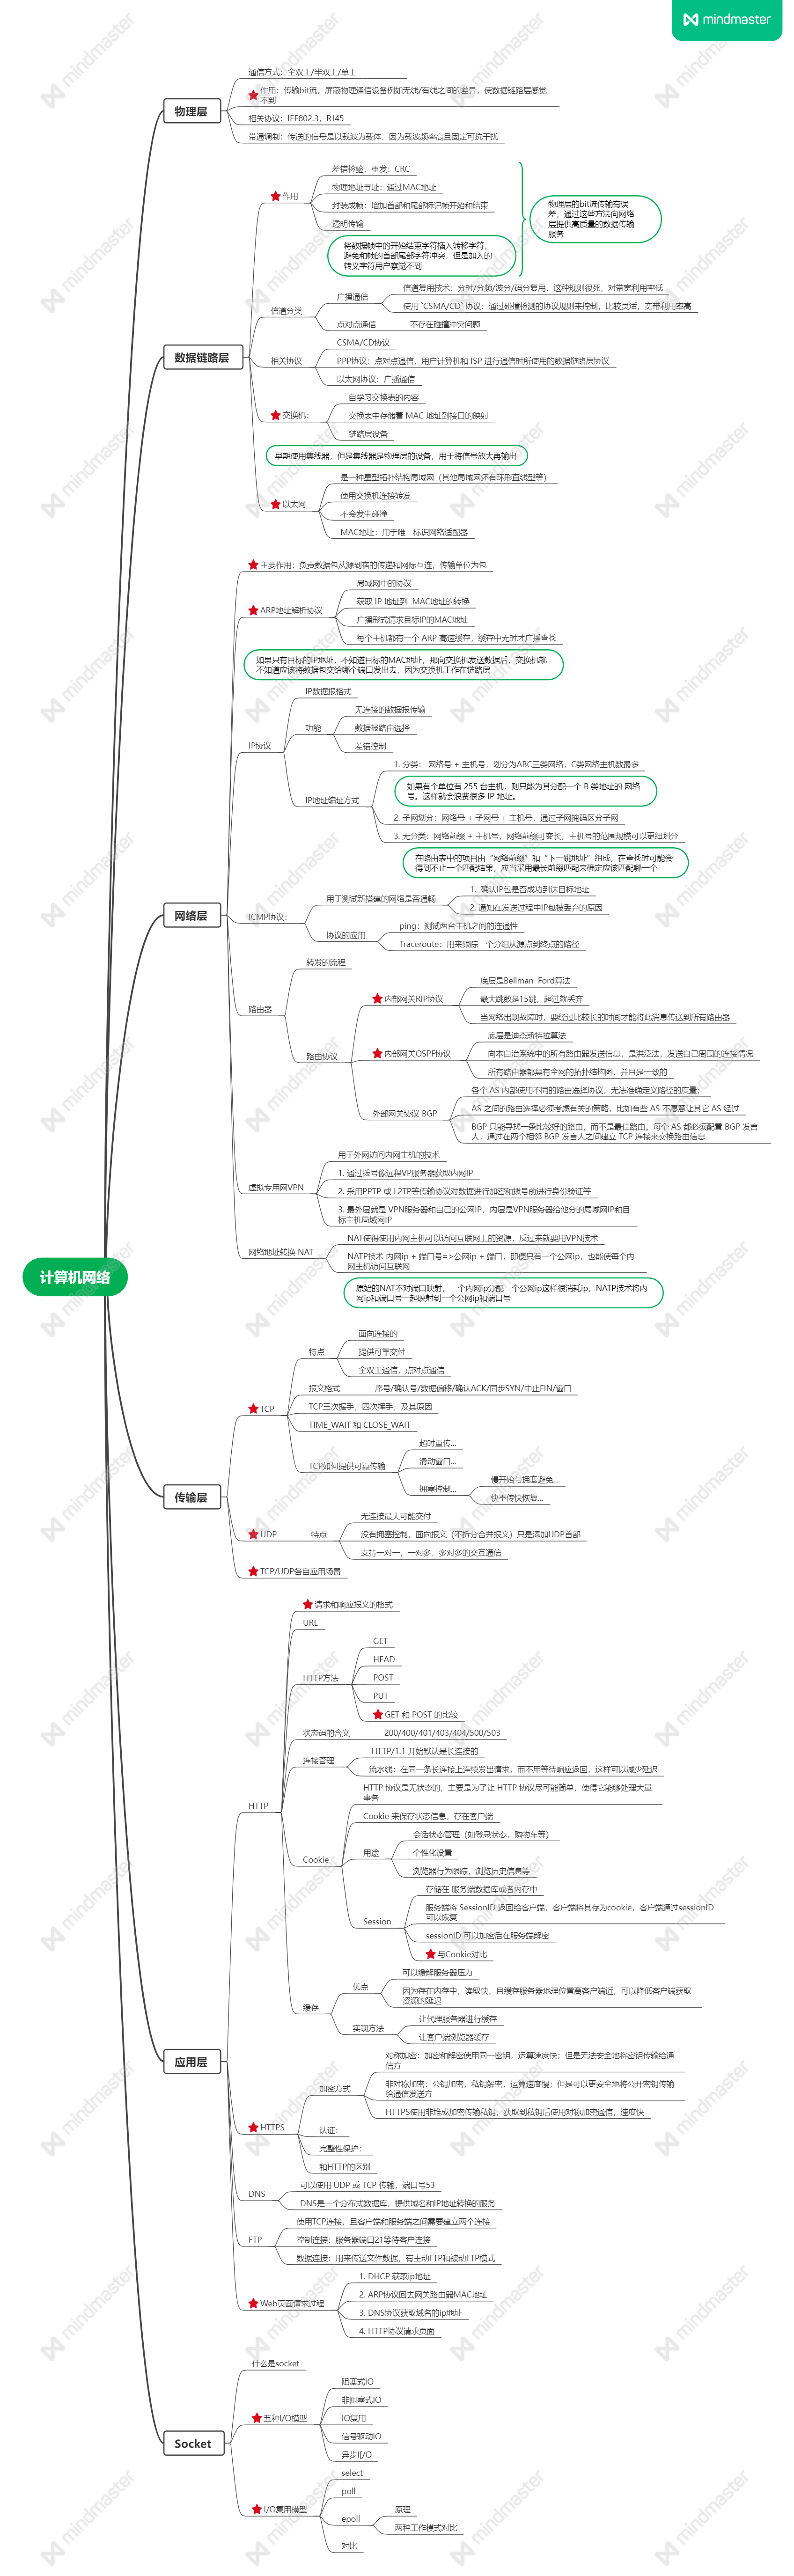 mindmaster
计算机网络
物理层
通信方式：全双工/半双工/单工
作用：传输bit流，屏蔽物理通信设备例如无线/有线之间的差异，使数据链路层感觉
不到
相关协议：IEE802.3，RJ45
带通调制：传送的信号是以载波为载体，因为载波频率高且固定可抗干扰
数据链路层
作用
差错检验，重发：CRC
物理地址寻址：通过MAC地址
封装成帧：增加首部和尾部标记帧开始和结束
透明传输
将数据帧中的开始结束字符插入转移字符，
避免和帧的首部尾部字符冲突，但是加入的
转义字符用户察觉不到
物理层的bit流传输有误
差，通过这些方法向网络
层提供高质量的数据传输
服务
信道分类
广播通信
信道复用技术：分时/分频/波分/码分复用，这种规则很死，对带宽利用率低
使用 `CSMA/CD` 协议：通过碰撞检测的协议规则来控制，比较灵活，宽带利用率高
点对点通信
不存在碰撞冲突问题
相关协议
CSMA/CD协议
PPP协议：点对点通信，用户计算机和 ISP 进行通信时所使用的数据链路层协议
以太网协议：广播通信
交换机：
自学习交换表的内容
交换表中存储着 MAC 地址到接口的映射
链路层设备
早期使用集线器，但是集线器是物理层的设备，用于将信号放大再输出
以太网
是一种星型拓扑结构局域网（其他局域网还有环形直线型等）
使用交换机连接转发
不会发生碰撞
MAC地址：用于唯一标识网络适配器
网络层
主要作用：负责数据包从源到宿的传递和网际互连，传输单位为包
ARP地址解析协议
局域网中的协议
获取 IP 地址到 MAC地址的转换
广播形式请求目标IP的MAC地址
每个主机都有一个 ARP 高速缓存，缓存中无时才广播查找
如果只有目标的IP地址，不知道目标的MAC地址，那向交换机发送数据后，交换机就
不知道应该将数据包交给哪个端口发出去，因为交换机工作在链路层
IP协议
IP数据报格式
功能
无连接的数据报传输
数据报路由选择
差错控制
IP地址编址方式
1. 分类： 网络号 + 主机号，划分为ABC三类网络，C类网络主机数最多
如果有个单位有 255 台主机，则只能为其分配一个 B 类地址的 网络
号。这样就会浪费很多 IP 地址。
2. 子网划分：网络号 + 子网号 + 主机号，通过子网掩码区分子网
3. 无分类：网络前缀 + 主机号，网络前缀可变长，主机号的范围规模可以更细划分
在路由表中的项目由“网络前缀”和“下一跳地址”组成，在查找时可能会
得到不止一个匹配结果，应当采用最长前缀匹配来确定应该匹配哪一个
ICMP协议：
用于测试新搭建的网络是否通畅
1. 确认IP包是否成功到达目标地址
2. 通知在发送过程中IP包被丢弃的原因
协议的应用
ping：测试两台主机之间的连通性
Traceroute：用来跟踪一个分组从源点到终点的路径
路由器
转发的流程
路由协议
内部网关RIP协议
底层是Bellman-Ford算法
最大跳数是15跳，超过就丢弃
当网络出现故障时，要经过比较长的时间才能将此消息传送到所有路由器
内部网关OSPF协议
底层是迪杰斯特拉算法
向本自治系统中的所有路由器发送信息，是洪泛法，发送自己周围的连接情况
所有路由器都具有全网的拓扑结构图，并且是一致的
外部网关协议 BGP
各个 AS 内部使用不同的路由选择协议，无法准确定义路径的度量；
AS 之间的路由选择必须考虑有关的策略，比如有些 AS 不愿意让其它 AS 经过
BGP 只能寻找一条比较好的路由，而不是最佳路由。每个 AS 都必须配置 BGP 发言
人，通过在两个相邻 BGP 发言人之间建立 TCP 连接来交换路由信息
虚拟专用网VPN
用于外网访问内网主机的技术
1. 通过拨号像远程VP服务器获取内网IP
2. 采用PPTP 或 L2TP等传输协议对数据进行加密和拨号前进行身份验证等
3. 最外层就是 VPN服务器和自己的公网IP，内层是VPN服务器给他分的局域网IP和目
标主机局域网IP
网络地址转换 NAT
NAT使得使用内网主机可以访问互联网上的资源，反过来就要用VPN技术
NATP技术 内网ip + 端口号=>公网ip + 端口，即便只有一个公网ip，也能使每个内
网主机访问互联网
原始的NAT不对端口映射，一个内网ip分配一个公网ip这样很消耗ip，NATP技术将内
网ip和端口号一起映射到一个公网ip和端口号
传输层
TCP
特点
面向连接的
提供可靠交付
全双工通信，点对点通信
报文格式
序号/确认号/数据偏移/确认ACK/同步SYN/中止FIN/窗口
TCP三次握手，四次挥手，及其原因
TIME_WAIT 和 CLOSE_WAIT
TCP如何提供可靠传输
超时重传...
滑动窗口...
拥塞控制...
慢开始与拥塞避免...
快重传快恢复...
UDP
特点
无连接最大可能交付
没有拥塞控制，面向报文（不拆分合并报文）只是添加UDP首部
支持一对一，一对多，多对多的交互通信
TCP/UDP各自应用场景
应用层
HTTP
请求和响应报文的格式
URL
HTTP方法
GET
HEAD
POST
PUT
GET 和 POST 的比较
状态码的含义
200/400/401/403/404/500/503
连接管理
HTTP/1.1 开始默认是长连接的
流水线：在同一条长连接上连续发出请求，而不用等待响应返回，这样可以减少延迟
Cookie
HTTP 协议是无状态的，主要是为了让 HTTP 协议尽可能简单，使得它能够处理大量
事务
Cookie 来保存状态信息，存在客户端
用途
会话状态管理（如登录状态，购物车等）
个性化设置
浏览器行为跟踪，浏览历史信息等
Session
存储在 服务端数据库或者内存中
服务端将 SessionID 返回给客户端，客户端将其存为cookie，客户端通过sessionID
可以恢复
sessionID 可以加密后在服务端解密
与Cookie对比
缓存
优点
可以缓解服务器压力
因为存在内存中，读取快，且缓存服务器地理位置离客户端近，可以降低客户端获取
资源的延迟
实现方法
让代理服务器进行缓存
让客户端浏览器缓存
HTTPS
加密方式
对称加密：加密和解密使用同一密钥，运算速度快；但是无法安全地将密钥传输给通
信方
非对称加密：公钥加密，私钥解密，运算速度慢；但是可以更安全地将公开密钥传输
给通信发送方
HTTPS使用非堆成加密传输私钥，获取到私钥后使用对称加密通信，速度快
认证：
完整性保护：
和HTTP的区别
DNS
可以使用 UDP 或 TCP 传输，端口号53
DNS是一个分布式数据库，提供域名和IP地址转换的服务
FTP
使用TCP连接，且客户端和服务端之间需要建立两个连接
控制连接：服务器端口21等待客户连接
数据连接：用来传送文件数据，有主动FTP和被动FTP模式
Web页面请求过程
1. DHCP 获取ip地址
2. ARP协议回去网关路由器MAC地址
3. DNS协议获取域名的ip地址
4. HTTP协议请求页面
Socket
什么是socket
五种I/O模型
阻塞式IO
非阻塞式IO
IO复用
信号驱动IO
异步I[/O
I/O复用模型
select
poll
epoll
原理
两种工作模式对比
对比